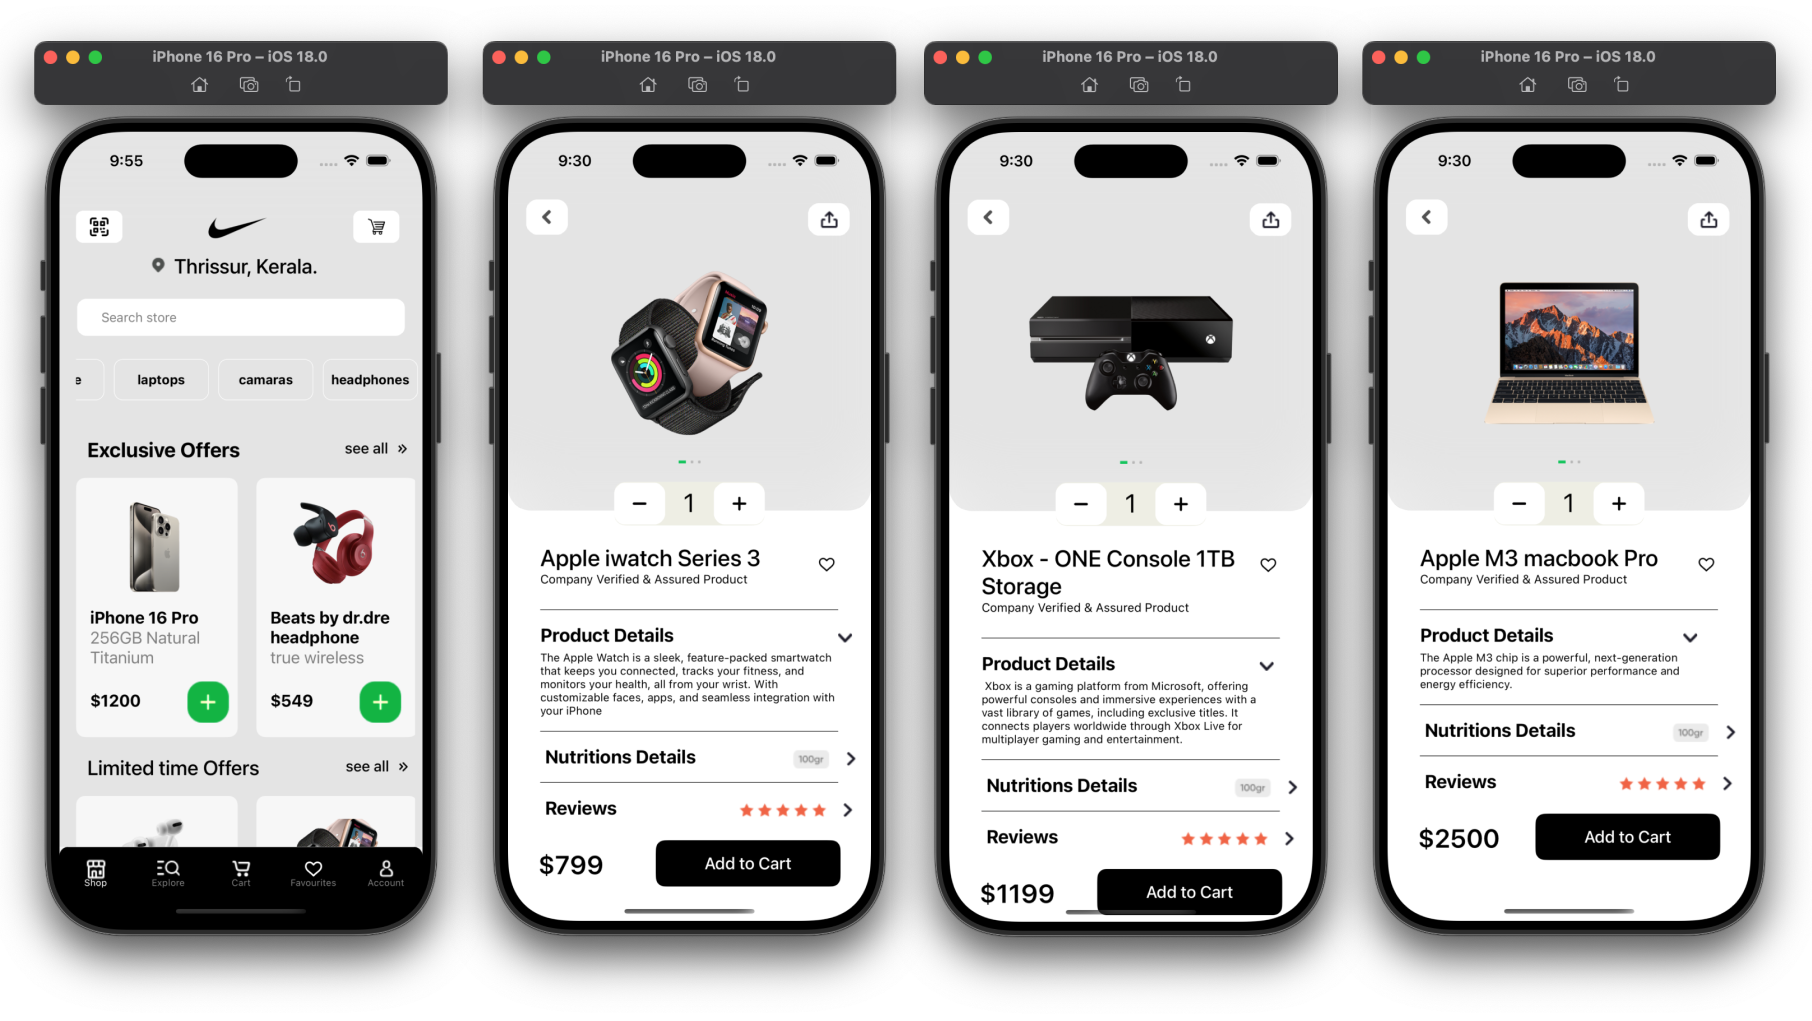 iPhone 16 Pro – iOS 18.0
9:55
Thrissur, Kerala.
Search store
e
laptops
camaras
headphones
Exclusive Offers
see all »
iPhone 16 Pro
256GB Natural
Titanium
$1200
+
Beats by dr.dre
headphone
true wireless
$549
+
Limited time Offers
see all »
Shop
Explore
Cart
Favourites
Account
iPhone 16 Pro – iOS 18.0
9:30
− 1 +
Apple iwatch Series 3
Company Verified & Assured Product
Product Details
The Apple Watch is a sleek, feature-packed smartwatch
that keeps you connected, tracks your fitness, and
monitors your health, all from your wrist. With
customizable faces, apps, and seamless integration with
your iPhone
Nutritions Details
100gr
Reviews
$799
Add to Cart
iPhone 16 Pro – iOS 18.0
9:30
− 1 +
Xbox - ONE Console 1TB
Storage
Company Verified & Assured Product
Product Details
Xbox is a gaming platform from Microsoft, offering
powerful consoles and immersive experiences with a
vast library of games, including exclusive titles. It
connects players worldwide through Xbox Live for
multiplayer gaming and entertainment.
Nutritions Details
100gr
Reviews
$1199
Add to Cart
iPhone 16 Pro – iOS 18.0
9:30
− 1 +
Apple M3 macbook Pro
Company Verified & Assured Product
Product Details
The Apple M3 chip is a powerful, next-generation
processor designed for superior performance and
energy efficiency.
Nutritions Details
100gr
Reviews
$2500
Add to Cart